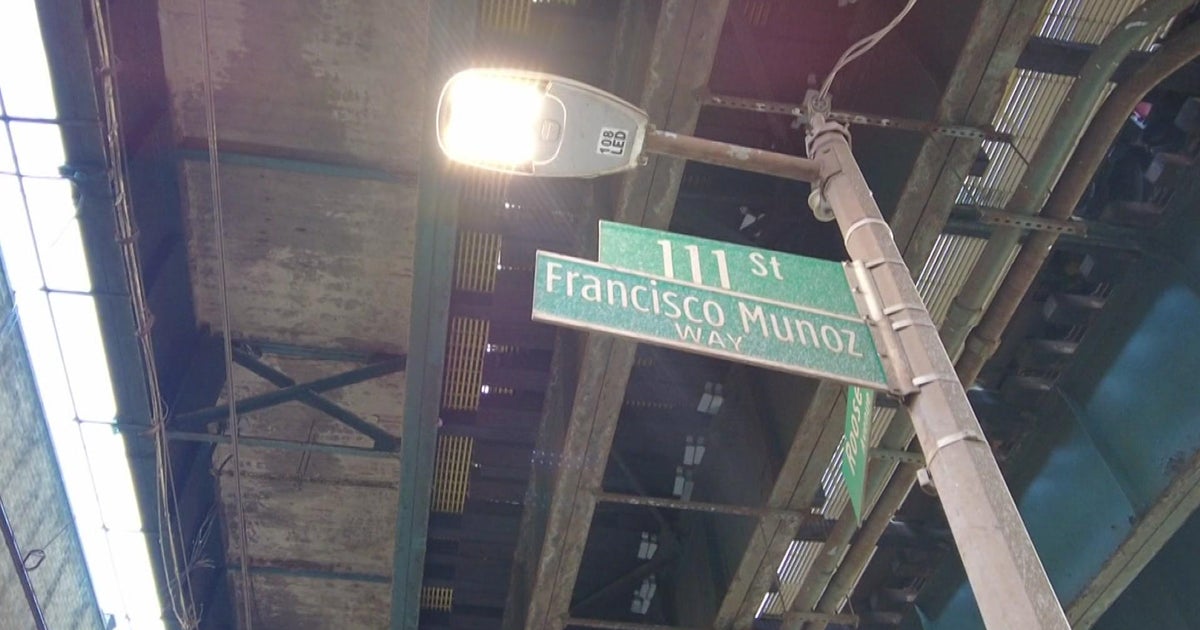 108
LED
111 St
Francisco Munoz
WAY